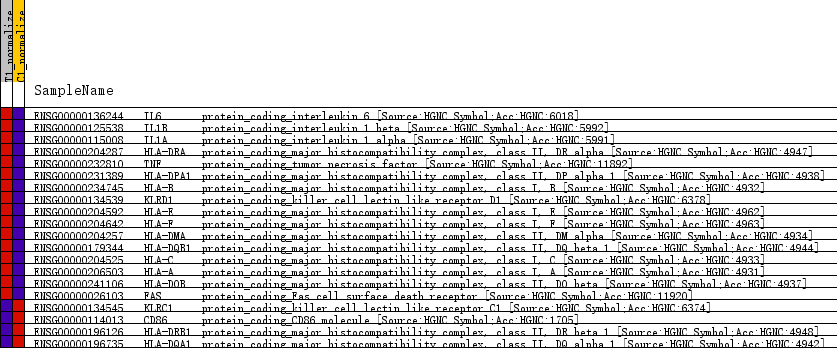 T1_normalize
C1_normalize
SampleName
ENSG00000136244 IL6 protein_coding_interleukin 6 [Source:HGNC Symbol;Acc:HGNC:6018]
ENSG00000125538 IL1B protein_coding_interleukin 1 beta [Source:HGNC Symbol;Acc:HGNC:5992]
ENSG00000115008 IL1A protein_coding_interleukin 1 alpha [Source:HGNC Symbol;Acc:HGNC:5991]
ENSG00000204287 HLA-DRA protein_coding_major histocompatibility complex, class II, DR alpha [Source:HGNC Symbol;Acc:HGNC:4947]
ENSG00000232810 TNF protein_coding_tumor necrosis factor [Source:HGNC Symbol;Acc:HGNC:11892]
ENSG00000231389 HLA-DPA1 protein_coding_major histocompatibility complex, class II, DP alpha 1 [Source:HGNC Symbol;Acc:HGNC:4938]
ENSG00000234745 HLA-B protein_coding_major histocompatibility complex, class I, B [Source:HGNC Symbol;Acc:HGNC:4932]
ENSG00000134539 KLRD1 protein_coding_killer cell lectin like receptor D1 [Source:HGNC Symbol;Acc:HGNC:6378]
ENSG00000204592 HLA-E protein_coding_major histocompatibility complex, class I, E [Source:HGNC Symbol;Acc:HGNC:4962]
ENSG00000204642 HLA-F protein_coding_major histocompatibility complex, class I, F [Source:HGNC Symbol;Acc:HGNC:4963]
ENSG00000204257 HLA-DMA protein_coding_major histocompatibility complex, class II, DM alpha [Source:HGNC Symbol;Acc:HGNC:4934]
ENSG00000179344 HLA-DQB1 protein_coding_major histocompatibility complex, class II, DQ beta 1 [Source:HGNC Symbol;Acc:HGNC:4944]
ENSG00000204525 HLA-C protein_coding_major histocompatibility complex, class I, C [Source:HGNC Symbol;Acc:HGNC:4933]
ENSG00000206503 HLA-A protein_coding_major histocompatibility complex, class I, A [Source:HGNC Symbol;Acc:HGNC:4931]
ENSG00000241106 HLA-DOB protein_coding_major histocompatibility complex, class II, DO beta [Source:HGNC Symbol;Acc:HGNC:4937]
ENSG00000026103 FAS protein_coding_Fas cell surface death receptor [Source:HGNC Symbol;Acc:HGNC:11920]
ENSG00000134545 KLRC1 protein_coding_killer cell lectin like receptor C1 [Source:HGNC Symbol;Acc:HGNC:6374]
ENSG00000114013 CD86 protein_coding_CD86 molecule [Source:HGNC Symbol;Acc:HGNC:1705]
ENSG00000196126 HLA-DRB1 protein_coding_major histocompatibility complex, class II, DR beta 1 [Source:HGNC Symbol;Acc:HGNC:4948]
ENSG00000196735 HLA-DQA1 protein_coding_major histocompatibility complex, class II, DQ alpha 1 [Source:HGNC Symbol;Acc:HGNC:4942]